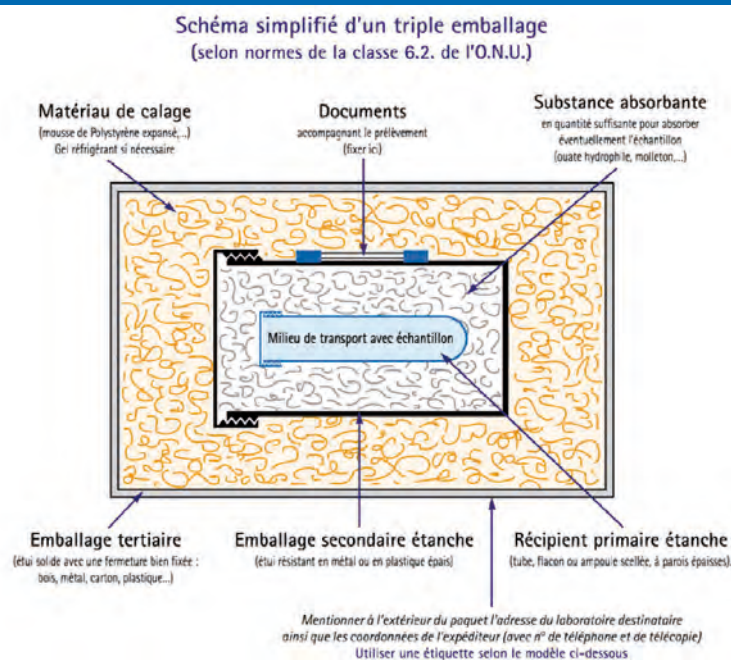 Schéma simplifié d'un triple emballage
(selon normes de la classe 6.2. de l'O.N.U.)
Matériau de calage
(mousse de Polystyrène expansé,..)
Gel réfrigérant si nécessaire
Documents
accompagnant le prélèvement
(fixer ici)
Substance absorbante
en quantité suffisante pour absorber
éventuellement l'échantillon
(ouate hydrophile, molleton,...)
Milieu de transport avec échantillon
Emballage tertiaire
(étui solide avec une fermeture bien fixée :
bois, métal, carton, plastique...)
Emballage secondaire étanche
(étui résistant en métal ou en plastique épais)
Récipient primaire étanche
(tube, flacon ou ampoule scellée, à parois épaisses).
Mentionner à l'extérieur du paquet l'adresse du laboratoire destinataire
ainsi que les coordonnées de l'expéditeur (avec n° de téléphone et de télécopie)
Utiliser une étiquette selon le modèle ci-dessous